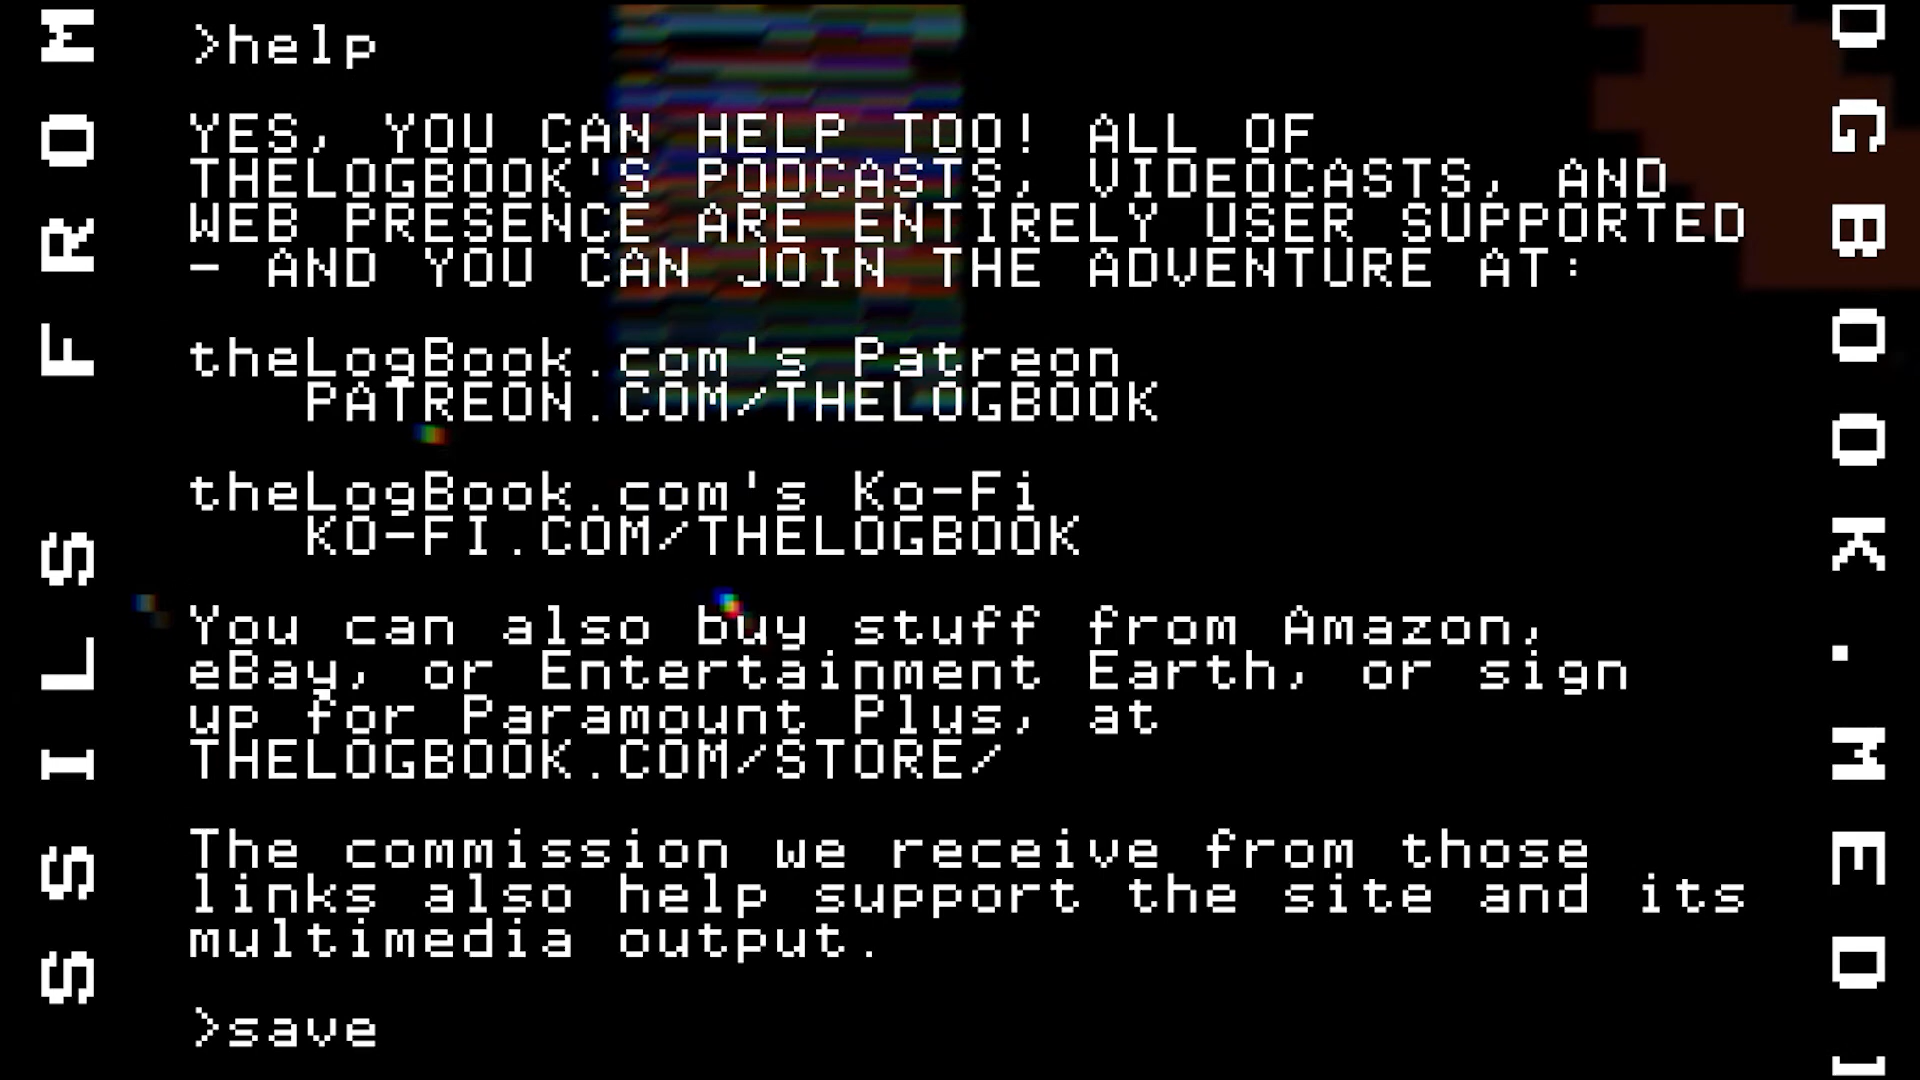 >help
YES, YOU CAN HELP TOO! ALL OF
THELOGBOOK'S PODCASTS, VIDEOCASTS, AND
WEB PRESENCE ARE ENTIRELY USER SUPPORTED
- AND YOU CAN JOIN THE ADVENTURE AT:
theLogBook.com's Patreon
PATREON.COM/THELOGBOOK
theLogBook.com's Ko-Fi
KO-FI.COM/THELOGBOOK
You can also buy stuff from Amazon,
eBay, or Entertainment Earth, or sign
up for Paramount Plus, at
THELOGBOOK.COM/STORE/
The commission we receive from those
links also help support the site and its
multimedia output.
>save
SSILS FROM
OGBOOK.MEDI